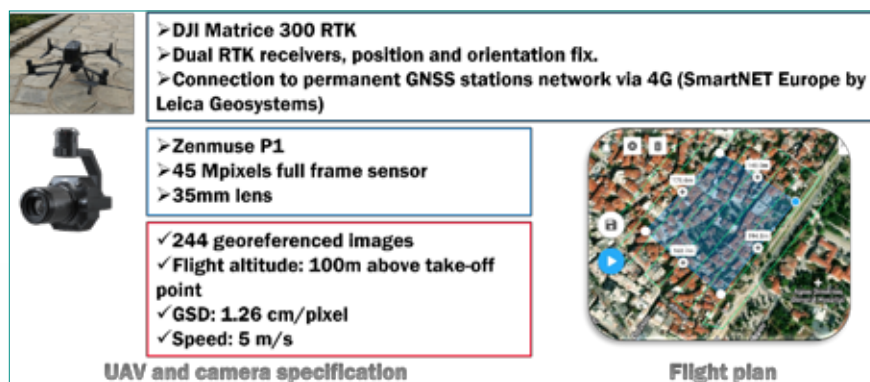 ➢DJI Matrice 300 RTK
➢Dual RTK receivers, position and orientation fix.
➢Connection to permanent GNSS stations network via 4G (SmartNET Europe by
Leica Geosystems)
➢Zenmuse P1
➢45 Mpixels full frame sensor
➢35mm lens
✓244 georeferenced images
✓Flight altitude: 100m above take-off
point
✓GSD: 1.26 cm/pixel
✓Speed: 5 m/s
UAV and camera specification
Flight plan